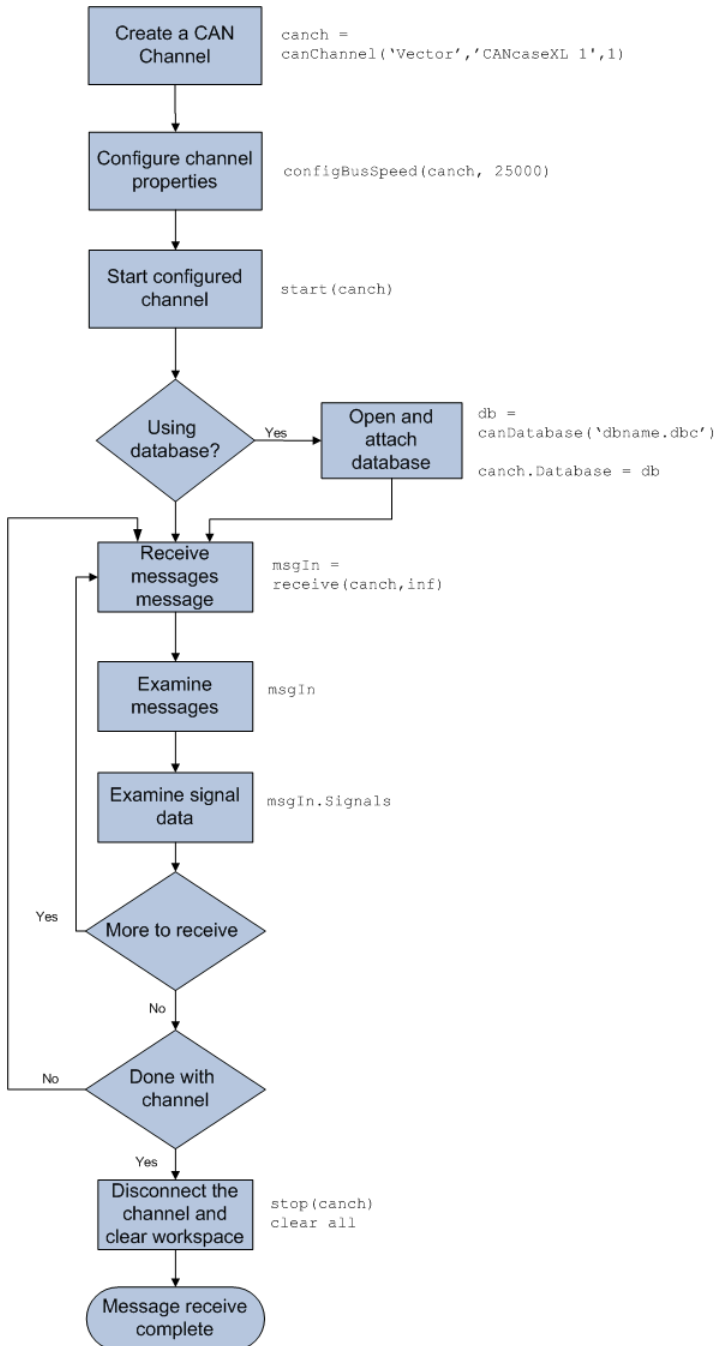 Create a CAN
Channel
canch =
canChannel(‘Vector’,’CANcaseXL 1',1)
Configure channel
properties
configBusSpeed(canch, 25000)
Start configured
channel
start(canch)
Using
database?
Yes
Open and
attach
database
db =
canDatabase(‘dbname.dbc’)
canch.Database = db
Receive
messages
message
msgIn =
receive(canch,inf)
Examine
messages
msgIn
Examine signal
data
msgIn.Signals
More to receive
Yes
No
Done with
channel
No
Yes
Disconnect the
channel and
clear workspace
stop(canch)
clear all
Message receive
complete